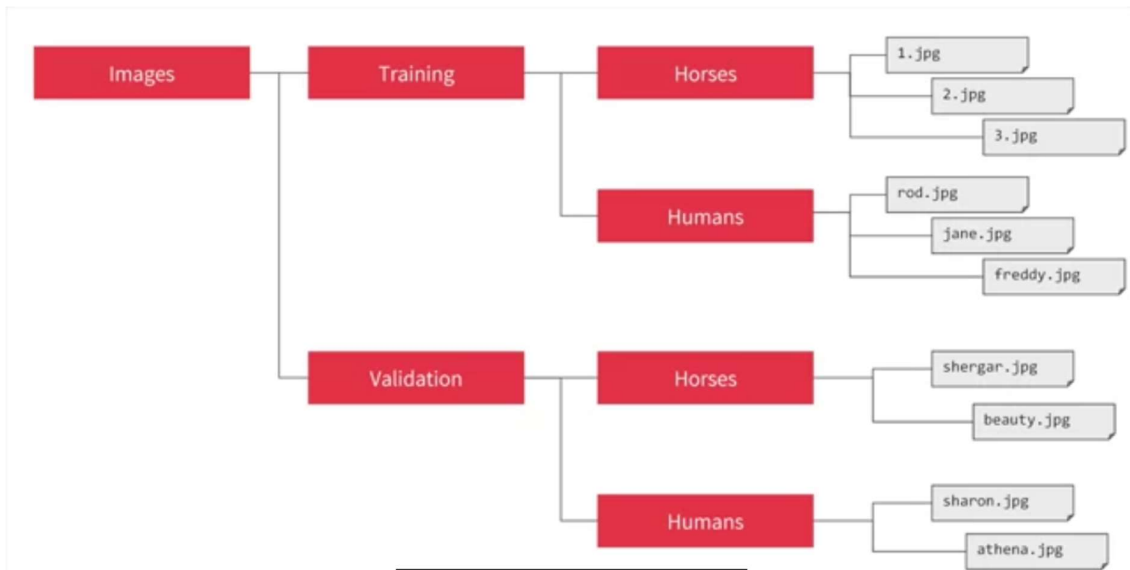 Images
Training
Horses
1.jpg
2.jpg
3.jpg
Humans
rod.jpg
jane.jpg
freddy.jpg
Validation
Horses
shergar.jpg
beauty.jpg
Humans
sharon.jpg
athena.jpg